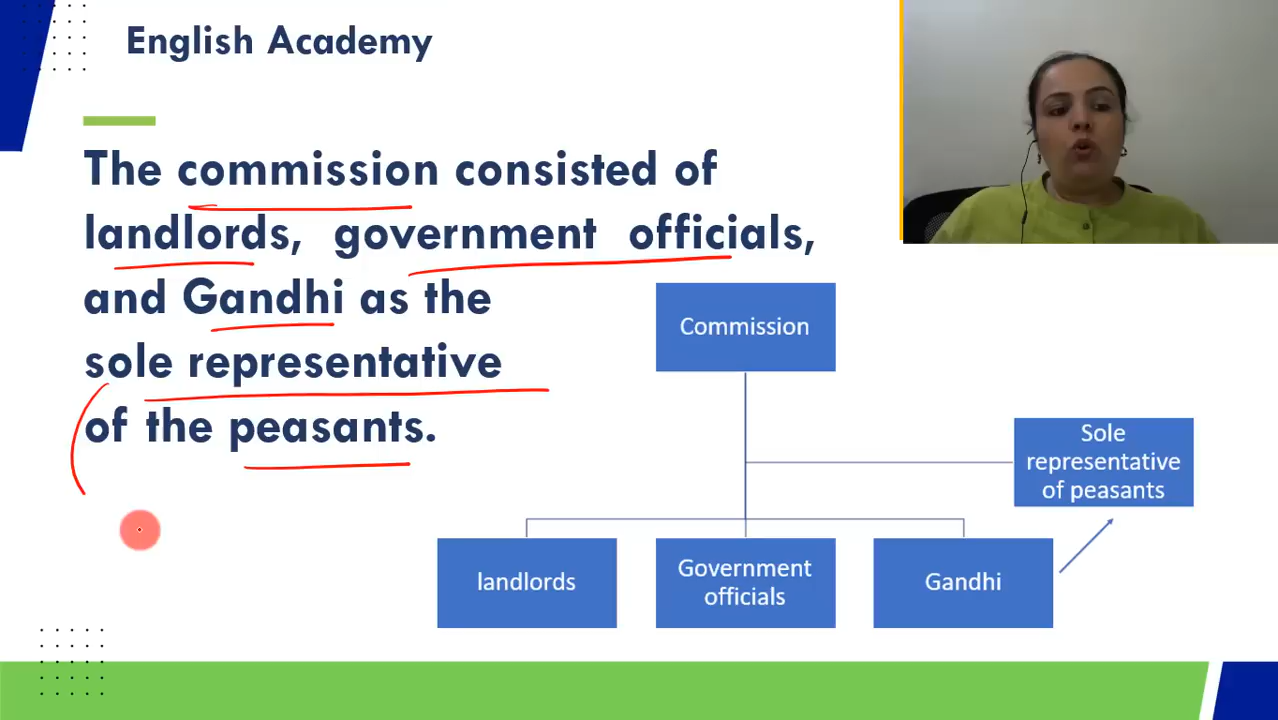 English Academy
The commission consisted of
landlords, government officials,
and Gandhi as the
sole representative
of the peasants.
Commission
Sole
representative
of peasants
landlords
Government
officials
Gandhi